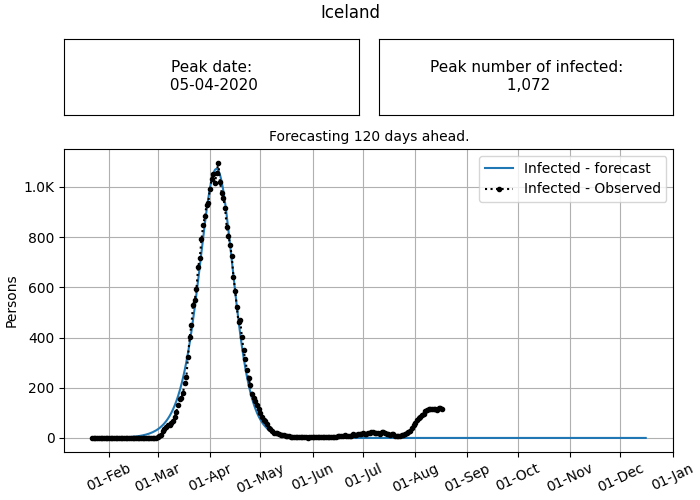 Iceland
Peak date:
05-04-2020
Peak number of infected:
1,072
Forecasting 120 days ahead.
Infected - forecast
Infected - Observed
1.0K
800
600
400
200
0
Persons
01-Feb
01-Mar
01-Apr
01-May
01-Jun
01-Jul
01-Aug
01-Sep
01-Oct
01-Nov
01-Dec
01-Jan